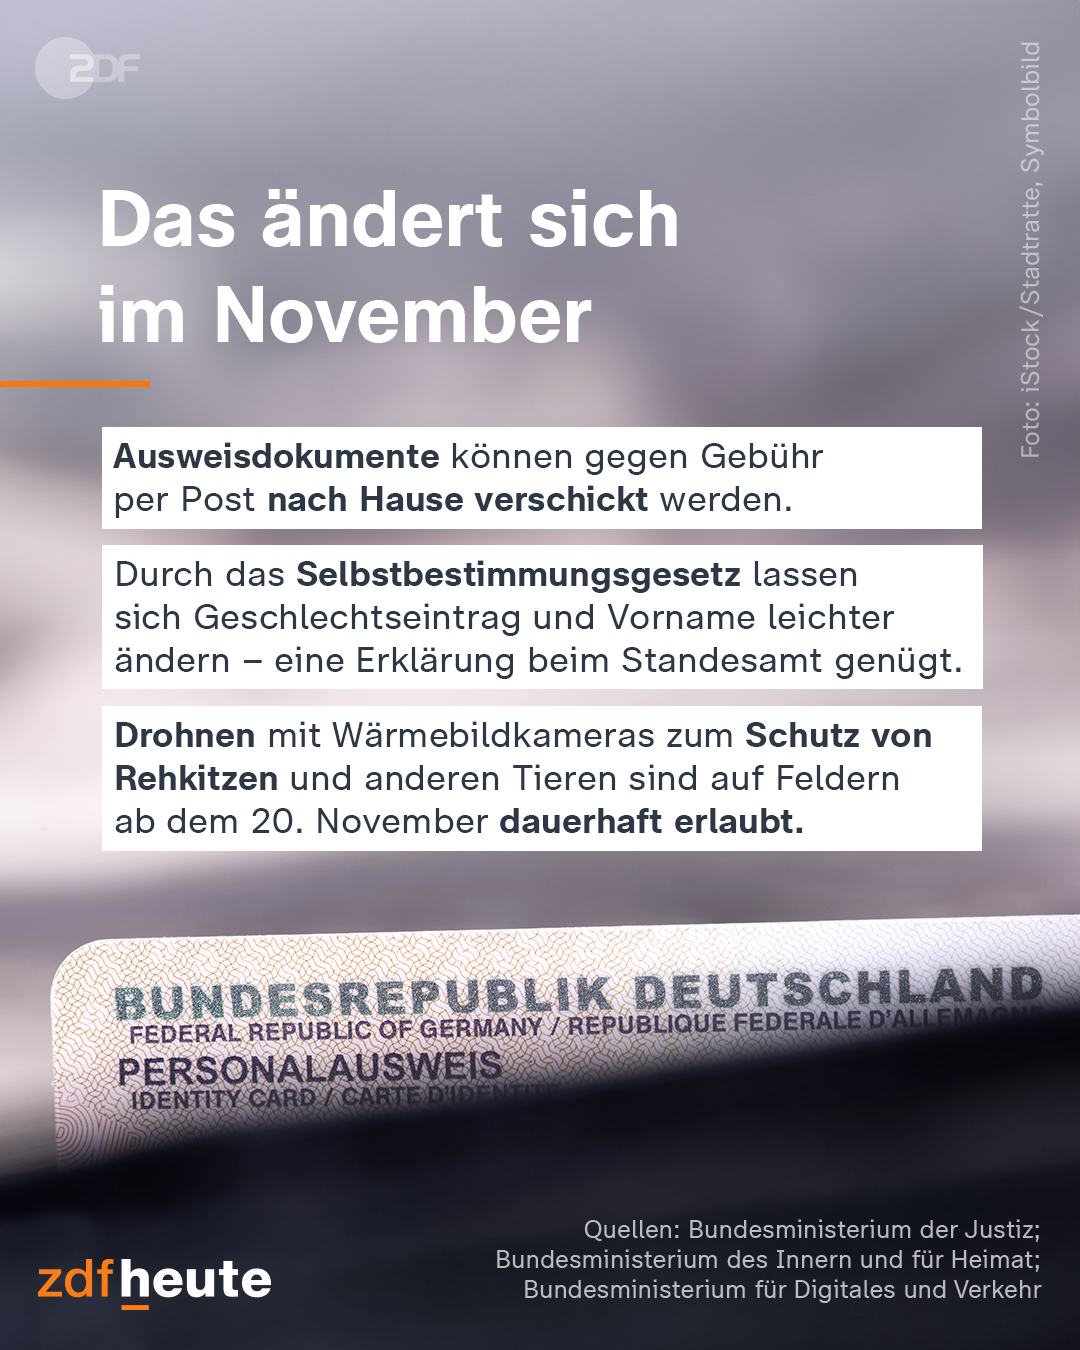 ZDF
Foto: iStock/Stadtratte, Symbolbild
Das ändert sich
im November
Ausweisdokumente können gegen Gebühr
per Post nach Hause verschickt werden.
Durch das Selbstbestimmungsgesetz lassen
sich Geschlechtseintrag und Vorname leichter
ändern – eine Erklärung beim Standesamt genügt.
Drohnen mit Wärmebildkameras zum Schutz von
Rehkitzen und anderen Tieren sind auf Feldern
ab dem 20. November dauerhaft erlaubt.
BUNDESREPUBLIK DEUTSCHLAND
FEDERAL REPUBLIC OF GERMANY / REPUBLIQUE FEDERALE D'ALLEMAGNE
PERSONALAUSWEIS
IDENTITY CARD / CARTE D'IDENTITE
Quellen: Bundesministerium der Justiz;
Bundesministerium des Innern und für Heimat;
Bundesministerium für Digitales und Verkehr
zdfheute